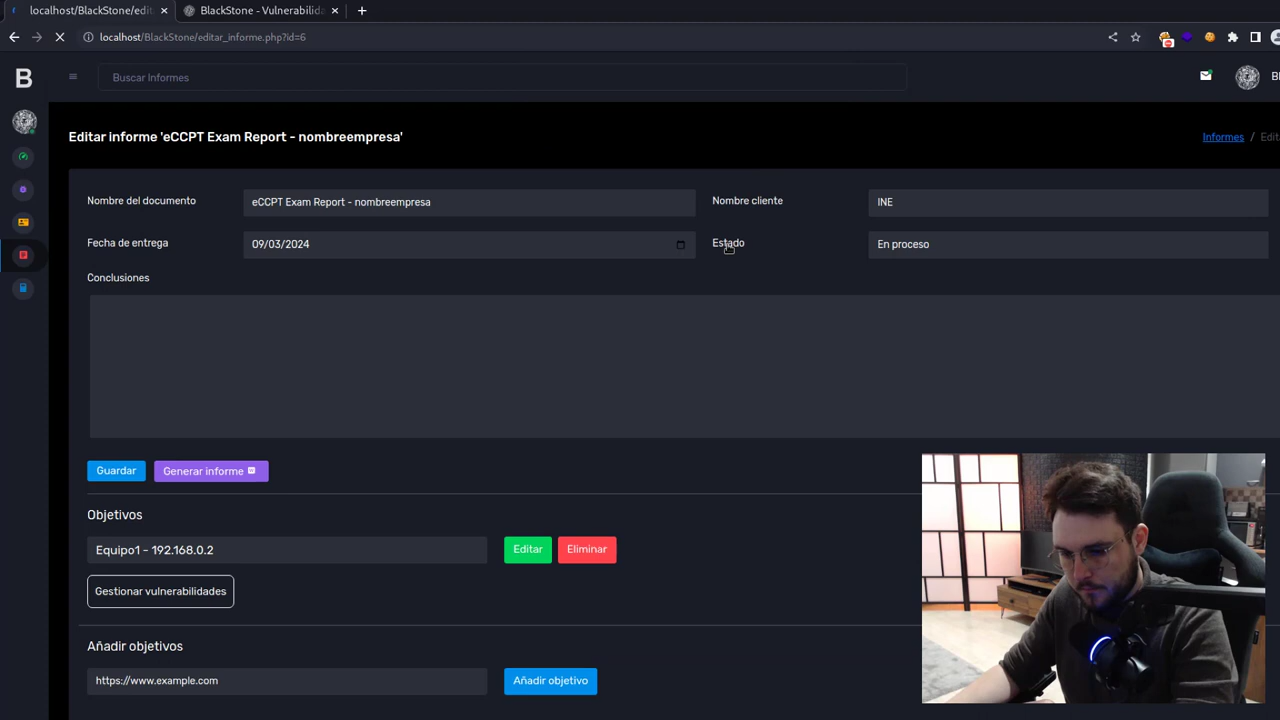 localhost/BlackStone/edit
BlackStone - Vulnerabilida
localhost/BlackStone/editar_informe.php?id=6
B
Buscar Informes
Bl
Editar informe 'eCCPT Exam Report - nombreempresa'
Informes / Edita
Nombre del documento
eCCPT Exam Report - nombreempresa
Nombre cliente
INE
Fecha de entrega
09/03/2024
Estado
En proceso
Conclusiones
Guardar
Generar informe
Objetivos
Equipo1 - 192.168.0.2
Editar
Eliminar
Gestionar vulnerabilidades
Añadir objetivos
https://www.example.com
Añadir objetivo